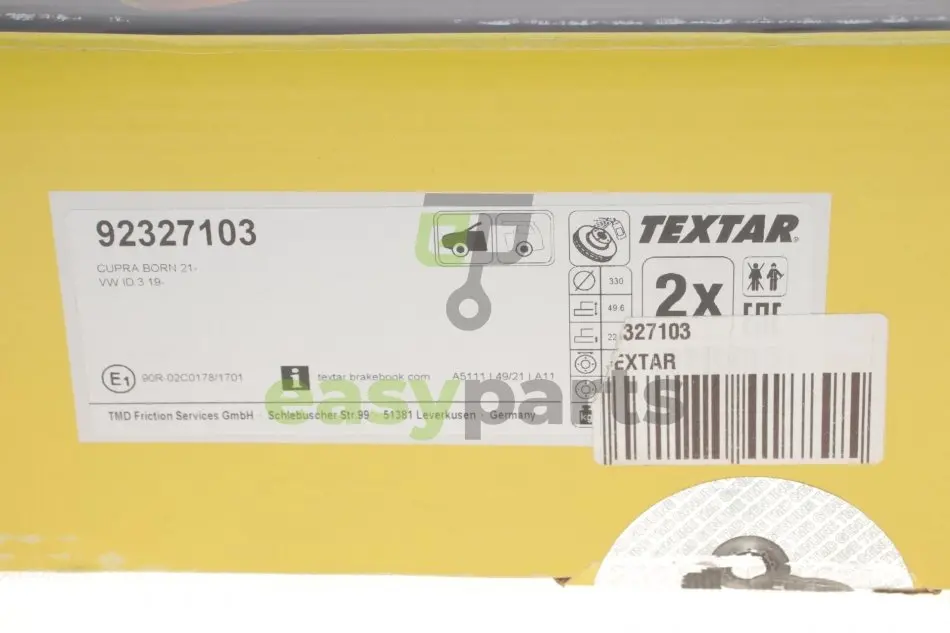 92327103
TEXTAR
CUPRA BORN 21-
VW ID.3 19-
330
49.6
22
2x
327103
EXTAR
E1 90R-02C0178/1701
i textar.brakebook.com
A5111 | 49/21 | A11
easyparts
TMD Friction Services GmbH · Schlebuscher Str.99 · 51381 Leverkusen · Germany